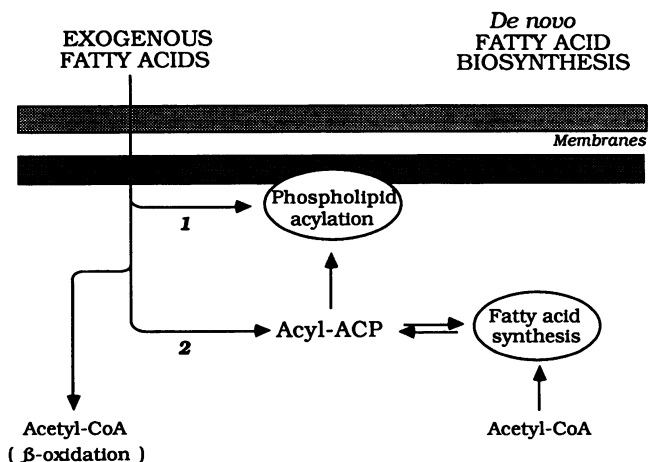 EXOGENOUS
FATTY ACIDS
De novo
FATTY ACID
BIOSYNTHESIS
Membranes
Phospholipid
acylation
1
Acyl-ACP
2
Fatty acid
synthesis
Acetyl-CoA
( β-oxidation )
Acetyl-CoA